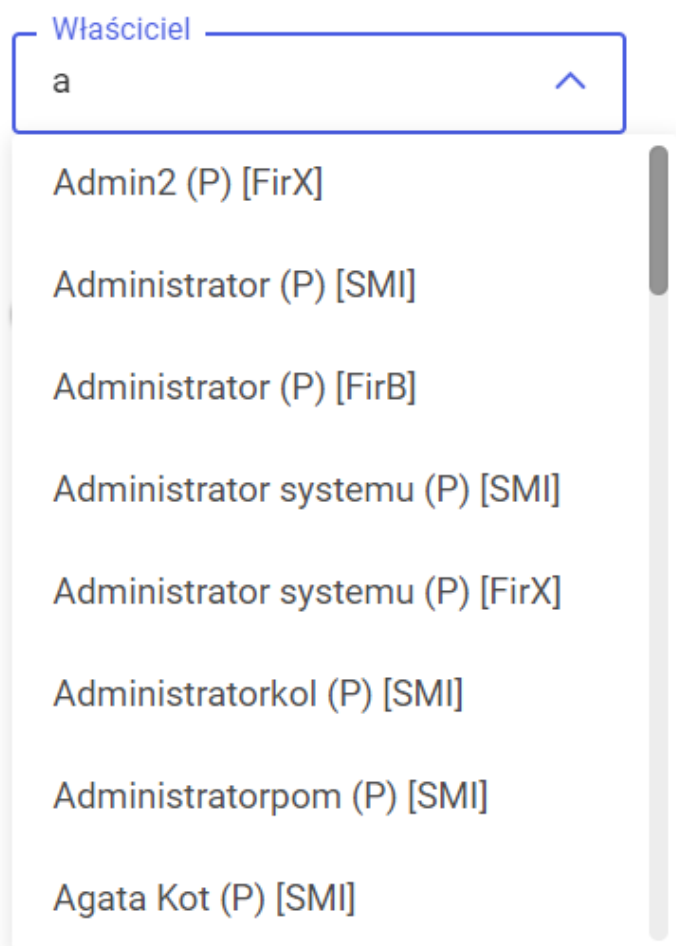 Właściciel
a
Admin2 (P) [FirX]
Administrator (P) [SMI]
Administrator (P) [FirB]
Administrator systemu (P) [SMI]
Administrator systemu (P) [FirX]
Administratorkol (P) [SMI]
Administratorpom (P) [SMI]
Agata Kot (P) [SMI]